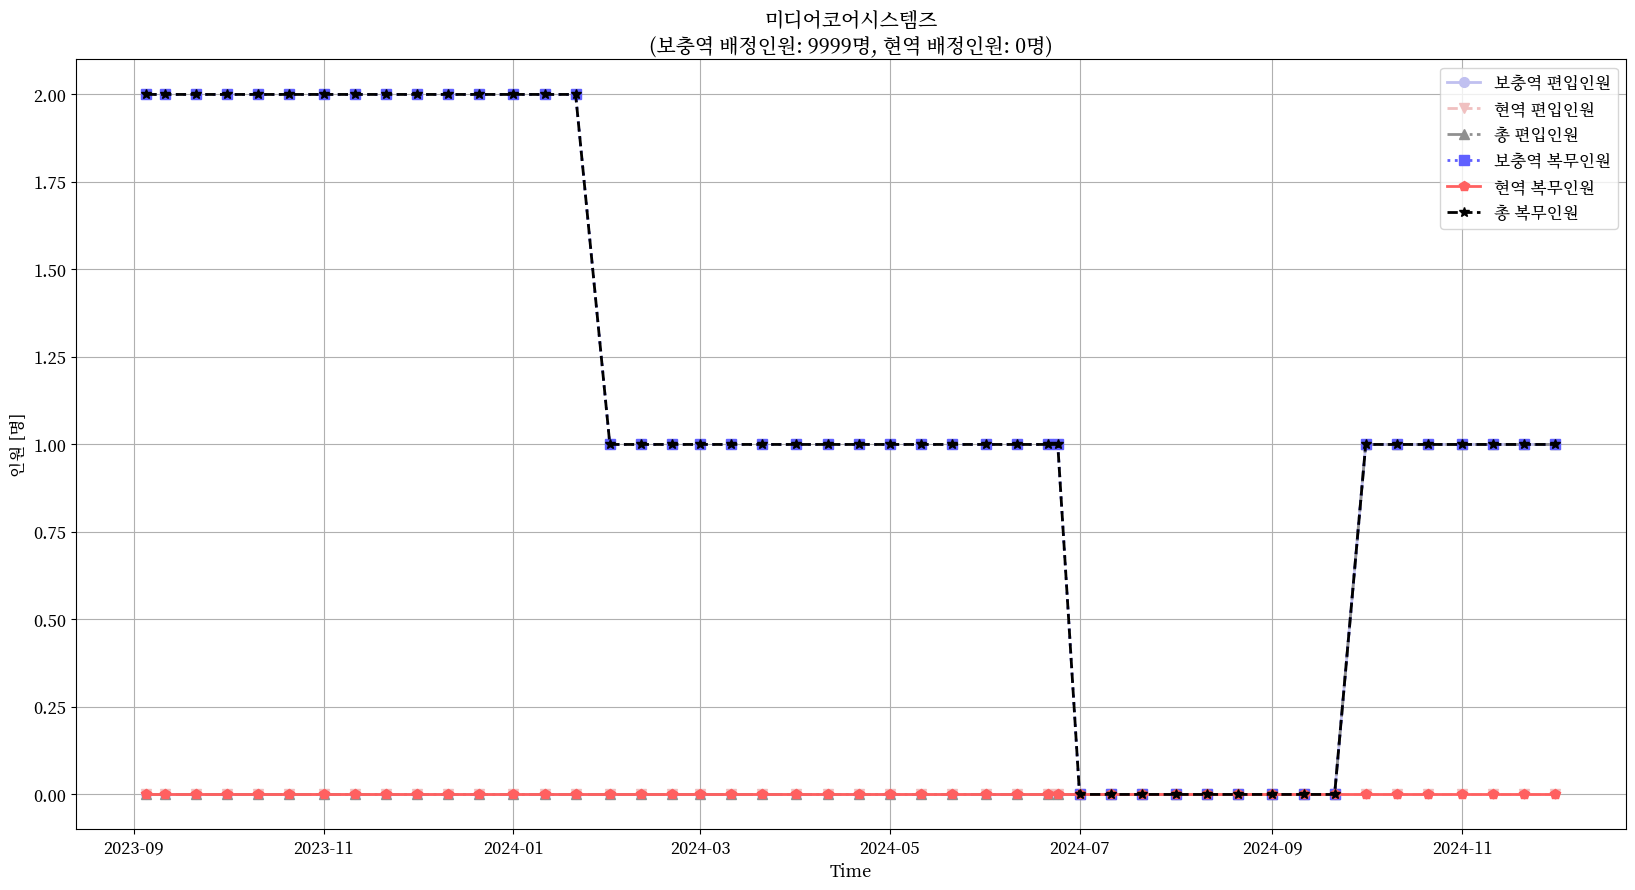 미디어코어시스템즈
(보충역 배정인원: 9999명, 현역 배정인원: 0명)
보충역 편입인원
현역 편입인원
총 편입인원
보충역 복무인원
현역 복무인원
총 복무인원
인원 [명]
2.00
1.75
1.50
1.25
1.00
0.75
0.50
0.25
0.00
2023-09
2023-11
2024-01
2024-03
2024-05
2024-07
2024-09
2024-11
Time